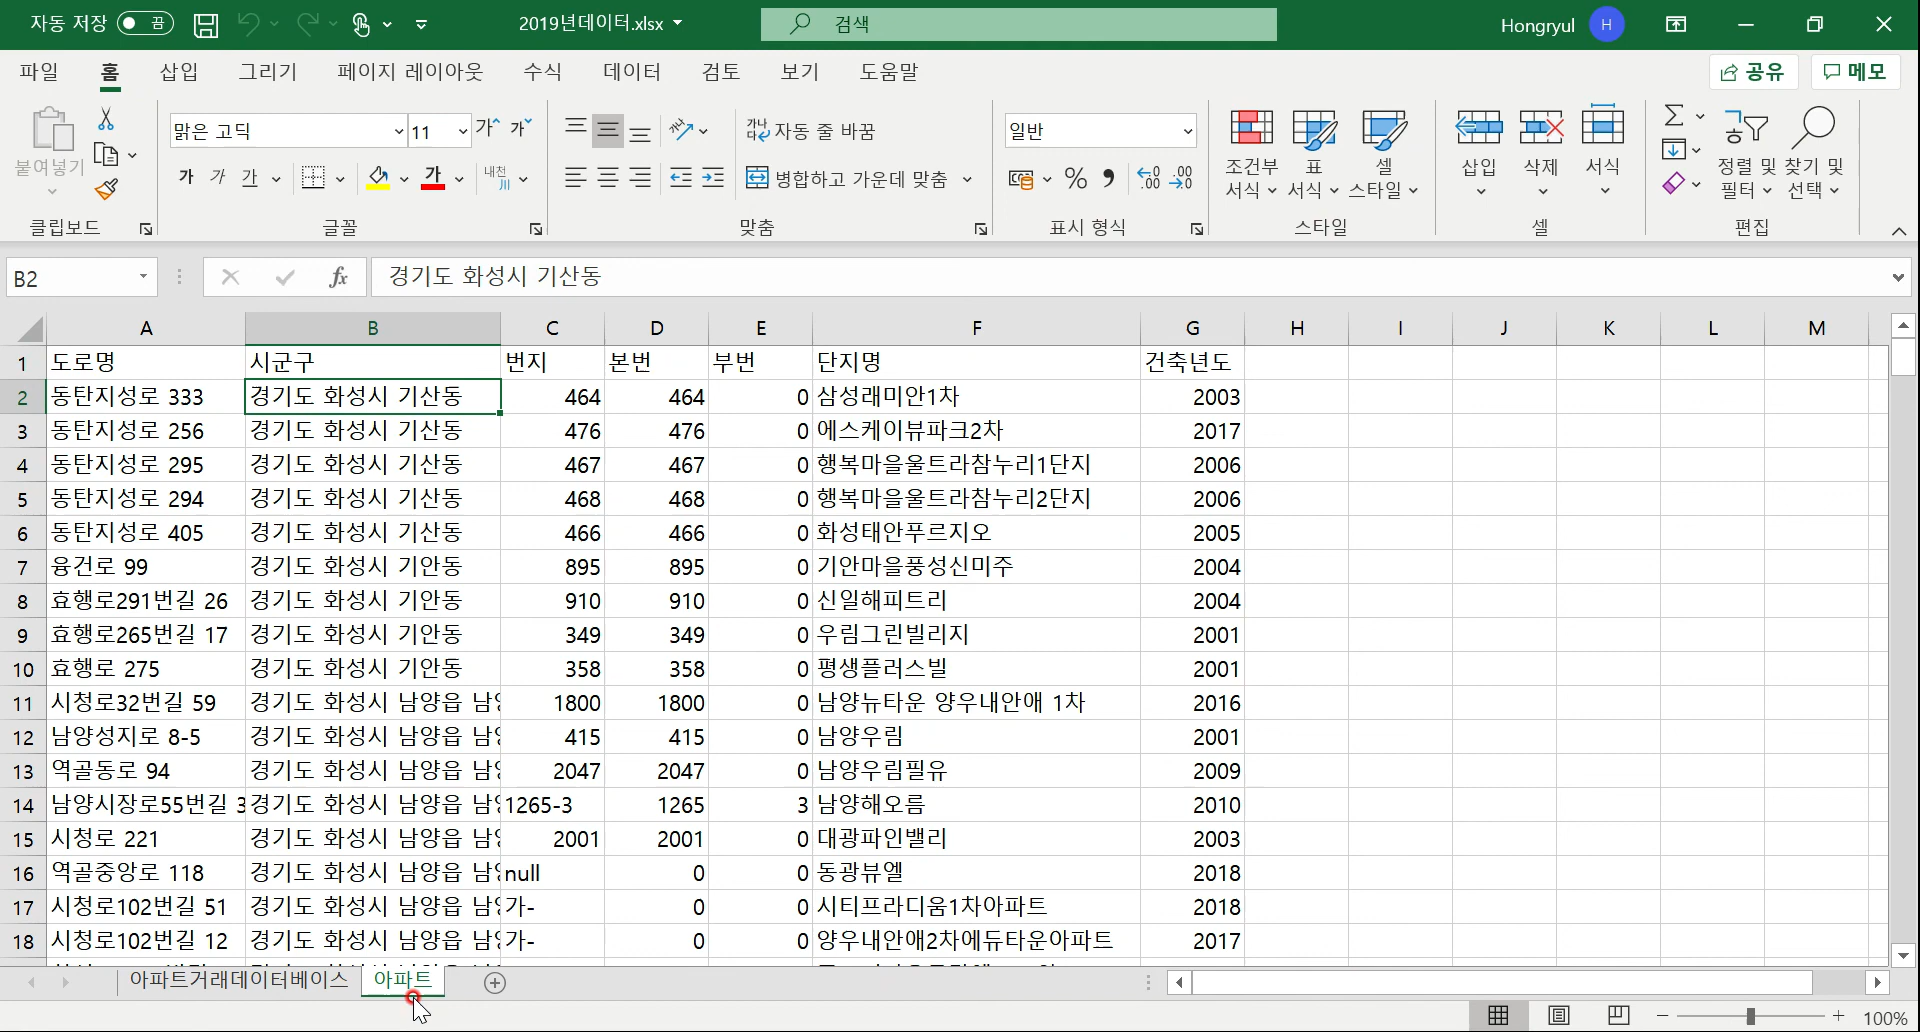 자동 저장 끔 2019년데이터.xlsx 검색 Hongryul H
파일 홈 삽입 그리기 페이지 레이아웃 수식 데이터 검토 보기 도움말 공유 메모
붙여넣기 클립보드
맑은 고딕 11 가 가
가 가 가 가 내천 글꼴
가나다 자동 줄 바꿈
병합하고 가운데 맞춤 맞춤
일반
% 표시 형식
조건부 서식 표 서식 셀 스타일 스타일
삽입 삭제 서식 셀
정렬 및 필터 찾기 및 선택 편집
B2 fx 경기도 화성시 기산동
A B C D E F G H I J K L M
1 도로명 시군구 번지 본번 부번 단지명 건축년도
2 동탄지성로 333 경기도 화성시 기산동 464 464 0 삼성래미안1차 2003
3 동탄지성로 256 경기도 화성시 기산동 476 476 0 에스케이뷰파크2차 2017
4 동탄지성로 295 경기도 화성시 기산동 467 467 0 행복마을울트라참누리1단지 2006
5 동탄지성로 294 경기도 화성시 기산동 468 468 0 행복마을울트라참누리2단지 2006
6 동탄지성로 405 경기도 화성시 기산동 466 466 0 화성태안푸르지오 2005
7 융건로 99 경기도 화성시 기안동 895 895 0 기안마을풍성신미주 2004
8 효행로291번길 26 경기도 화성시 기안동 910 910 0 신일해피트리 2004
9 효행로265번길 17 경기도 화성시 기안동 349 349 0 우림그린빌리지 2001
10 효행로 275 경기도 화성시 기안동 358 358 0 평생플러스빌 2001
11 시청로32번길 59 경기도 화성시 남양읍 1800 1800 0 남양뉴타운 양우내안애 1차 2016
12 남양성지로 8-5 경기도 화성시 남양읍 415 415 0 남양우림 2001
13 역골동로 94 경기도 화성시 남양읍 2047 2047 0 남양우림필유 2009
14 남양시장로55번길 3 경기도 화성시 남양읍 1265-3 1265 3 남양해오름 2010
15 시청로 221 경기도 화성시 남양읍 2001 2001 0 대광파인밸리 2003
16 역골중앙로 118 경기도 화성시 남양읍 null 0 0 동광뷰엘 2018
17 시청로102번길 51 경기도 화성시 남양읍 가- 0 0 시티프라디움1차아파트 2018
18 시청로102번길 12 경기도 화성시 남양읍 가- 0 0 양우내안애2차에듀타운아파트 2017
아파트거래데이터베이스 아파트
100%